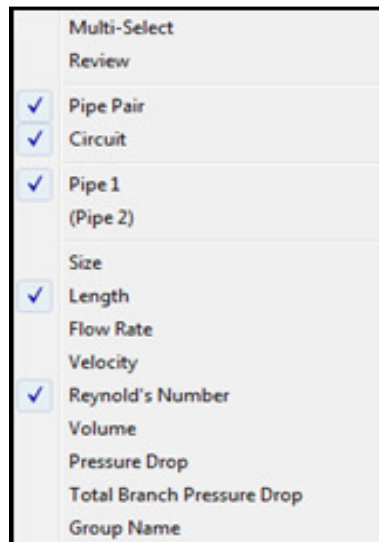 Multi-Select
Review
Pipe Pair
Circuit
Pipe 1
(Pipe 2)
Size
Length
Flow Rate
Velocity
Reynold's Number
Volume
Pressure Drop
Total Branch Pressure Drop
Group Name